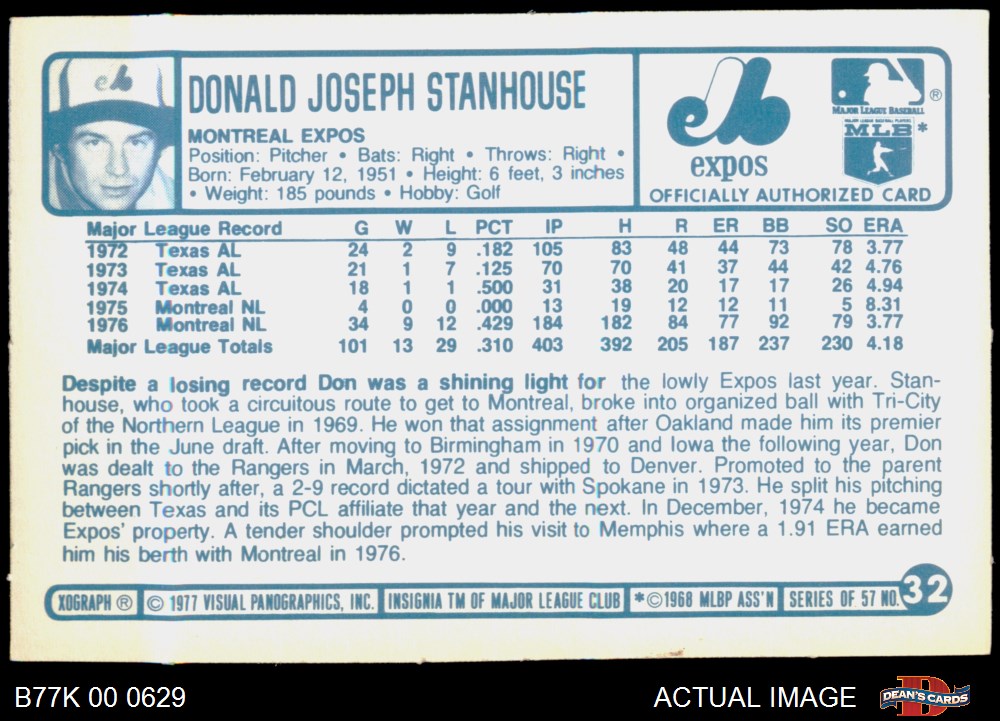 eb
DONALD JOSEPH STANHOUSE
MONTREAL EXPOS
Position: Pitcher • Bats: Right • Throws: Right •
Born: February 12, 1951 • Height: 6 feet, 3 inches
• Weight: 185 pounds • Hobby: Golf
eb
expos
MAJOR LEAGUE BASEBALL ®
MAJOR LEAGUE BASEBALL PLAYERS
MLB *
OFFICIALLY AUTHORIZED CARD
Major League Record G W L PCT IP H R ER BB SO ERA
1972 Texas AL 24 2 9 .182 105 83 48 44 73 78 3.77
1973 Texas AL 21 1 7 .125 70 70 41 37 44 42 4.76
1974 Texas AL 18 1 1 .500 31 38 20 17 17 26 4.94
1975 Montreal NL 4 0 0 .000 13 19 12 12 11 5 8.31
1976 Montreal NL 34 9 12 .429 184 182 84 77 92 79 3.77
Major League Totals 101 13 29 .310 403 392 205 187 237 230 4.18
Despite a losing record Don was a shining light for the lowly Expos last year. Stan-
house, who took a circuitous route to get to Montreal, broke into organized ball with Tri-City
of the Northern League in 1969. He won that assignment after Oakland made him its premier
pick in the June draft. After moving to Birmingham in 1970 and Iowa the following year, Don
was dealt to the Rangers in March, 1972 and shipped to Denver. Promoted to the parent
Rangers shortly after, a 2-9 record dictated a tour with Spokane in 1973. He split his pitching
between Texas and its PCL affiliate that year and the next. In December, 1974 he became
Expos' property. A tender shoulder prompted his visit to Memphis where a 1.91 ERA earned
him his berth with Montreal in 1976.
XOGRAPH ® © 1977 VISUAL PANOGRAPHICS, INC. INSIGNIA TM OF MAJOR LEAGUE CLUB *©1968 MLBP ASS'N SERIES OF 57 NO. 32
B77K 00 0629 ACTUAL IMAGE DEAN'S CARDS